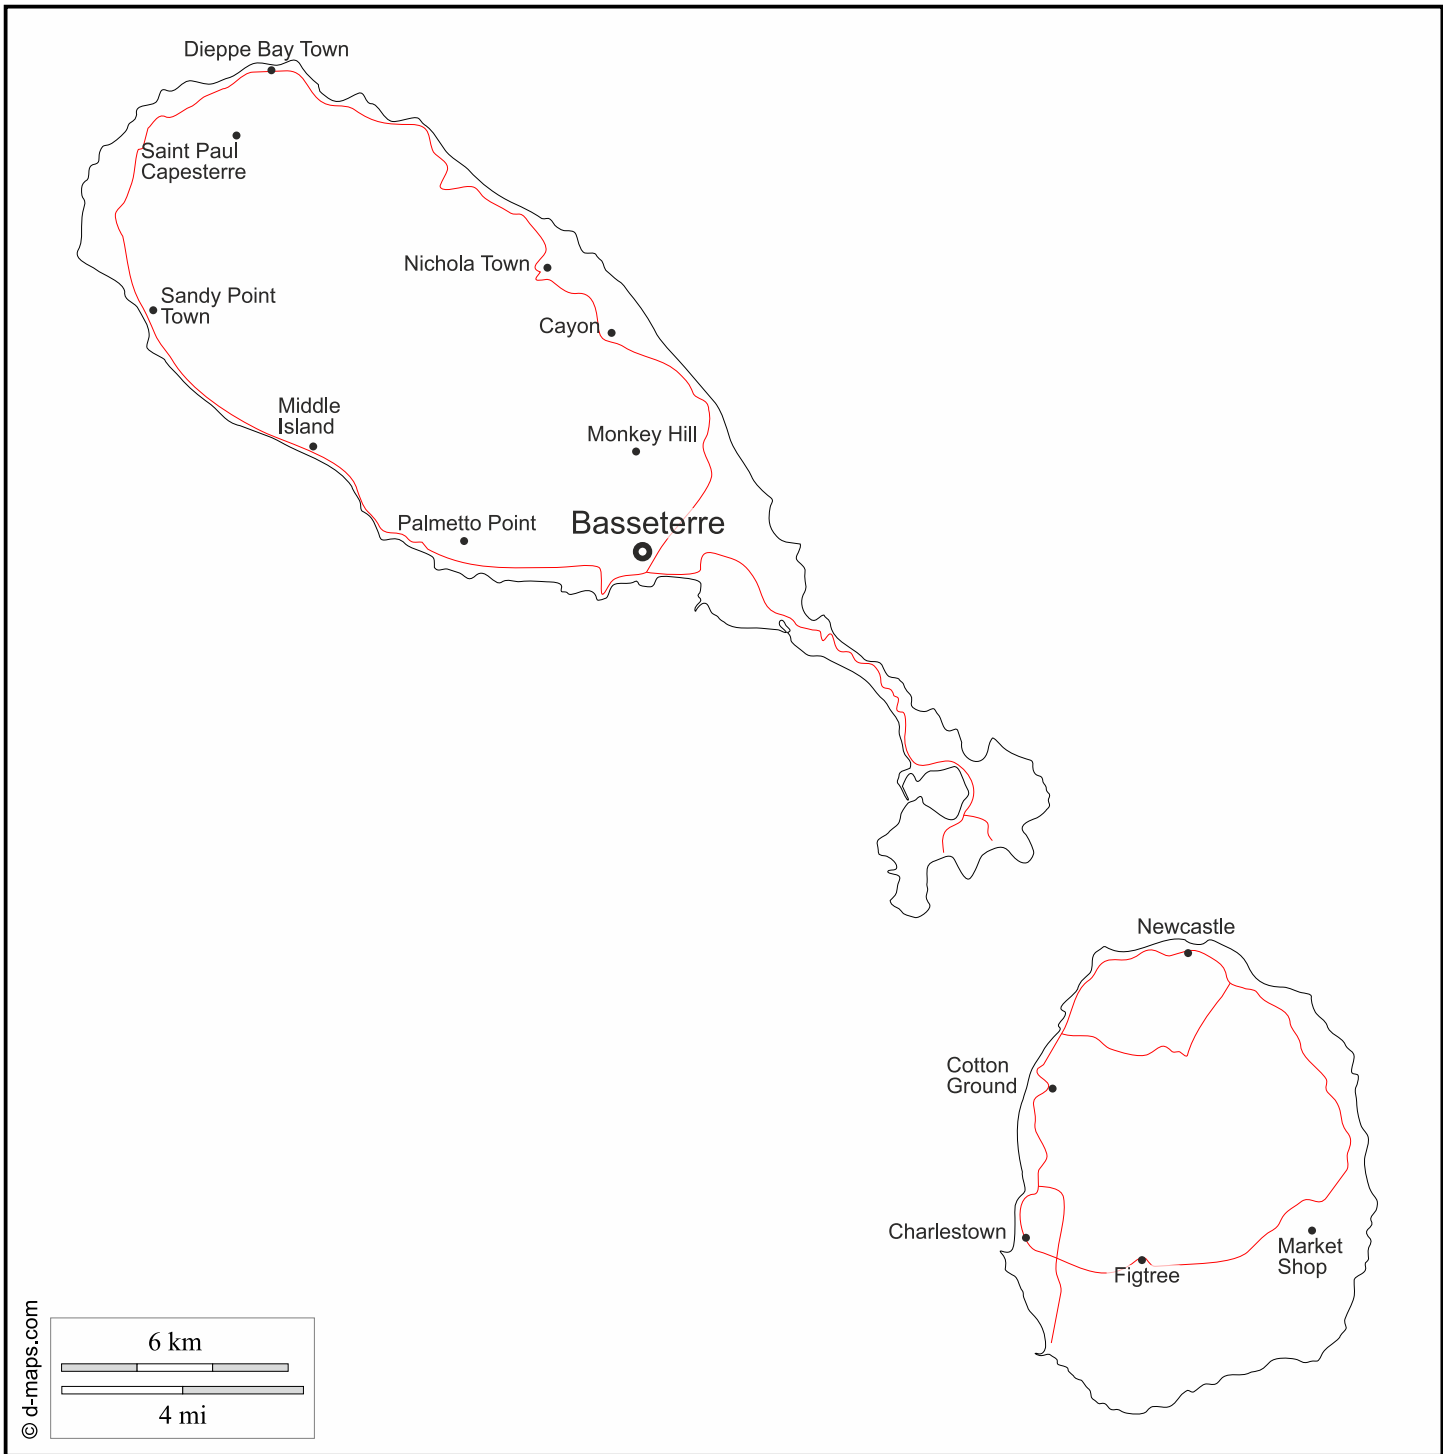 Dieppe Bay Town
Saint Paul
Capesterre
Nichola Town
Sandy Point
Town
Cayon
Middle
Island
Monkey Hill
Palmetto Point
Basseterre
Newcastle
Cotton
Ground
Charlestown
Market
Shop
Figtree
6 km
4 mi
© d-maps.com